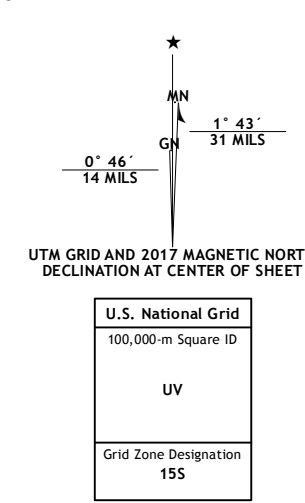 MN
GN
1° 43´
31 MILS
0° 46´
14 MILS
UTM GRID AND 2017 MAGNETIC NORT
DECLINATION AT CENTER OF SHEET
U.S. National Grid
100,000-m Square ID
UV
Grid Zone Designation
15S